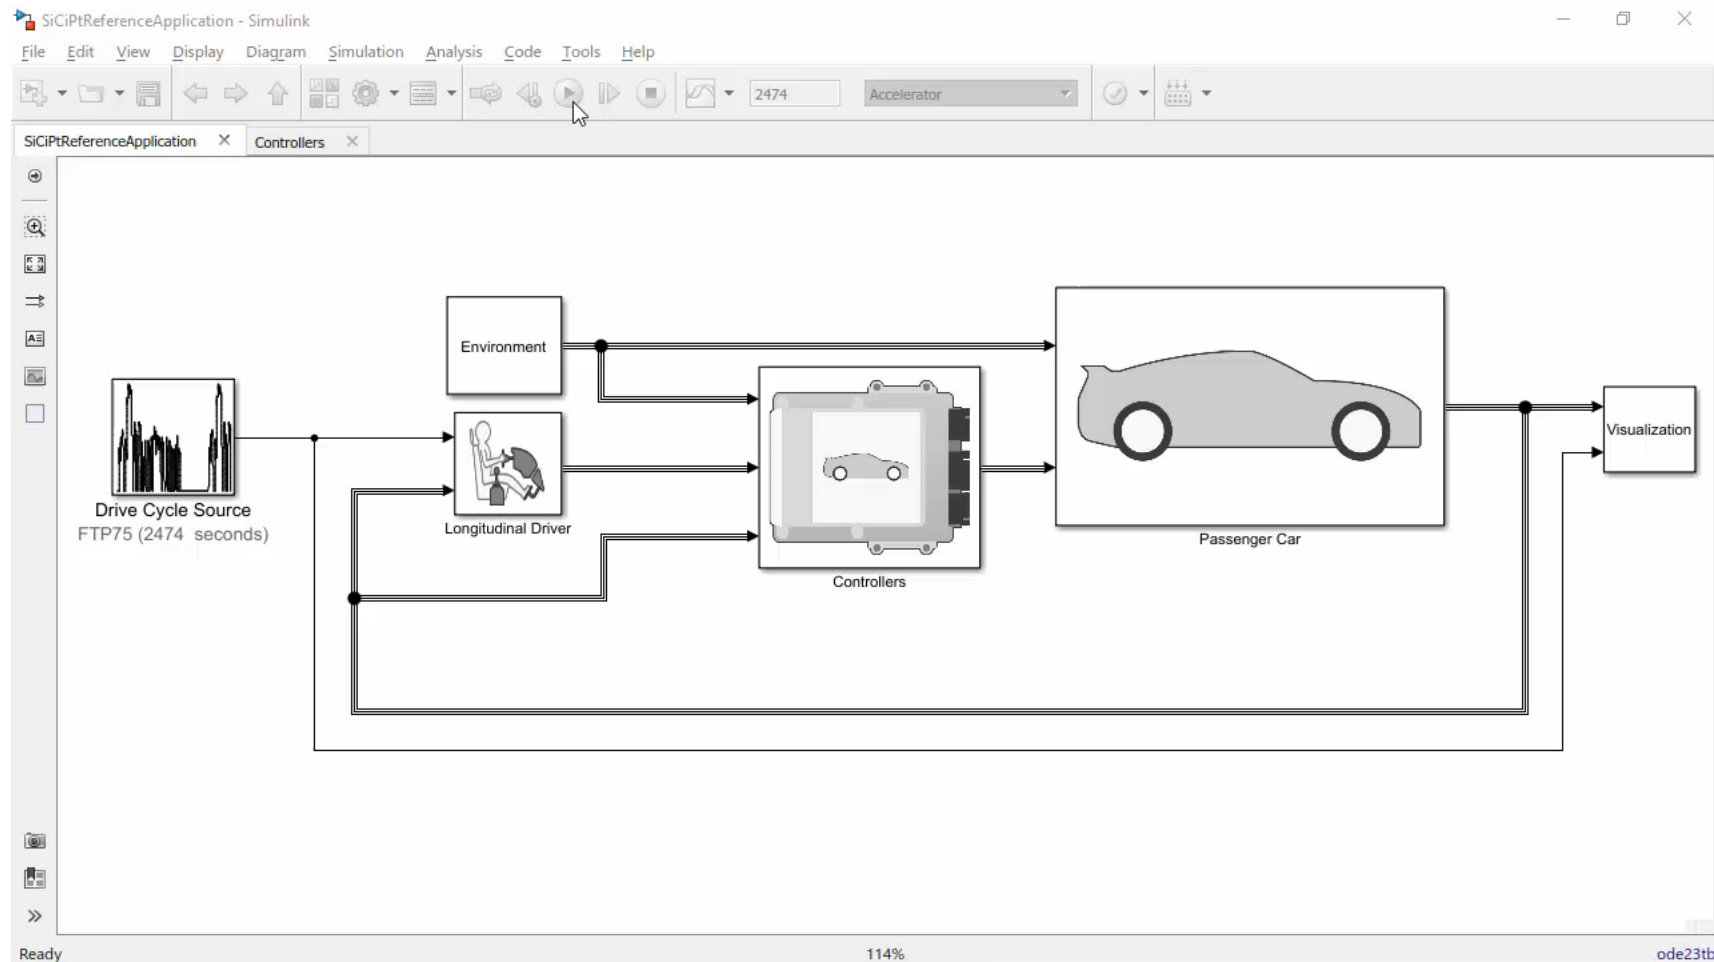 SiCiPtReferenceApplication - Simulink
File Edit View Display Diagram Simulation Analysis Code Tools Help
2474 Accelerator
SiCiPtReferenceApplication Controllers
Environment
Drive Cycle Source
FTP75 (2474 seconds)
Longitudinal Driver
Controllers
Passenger Car
Visualization
Ready 114% ode23tb